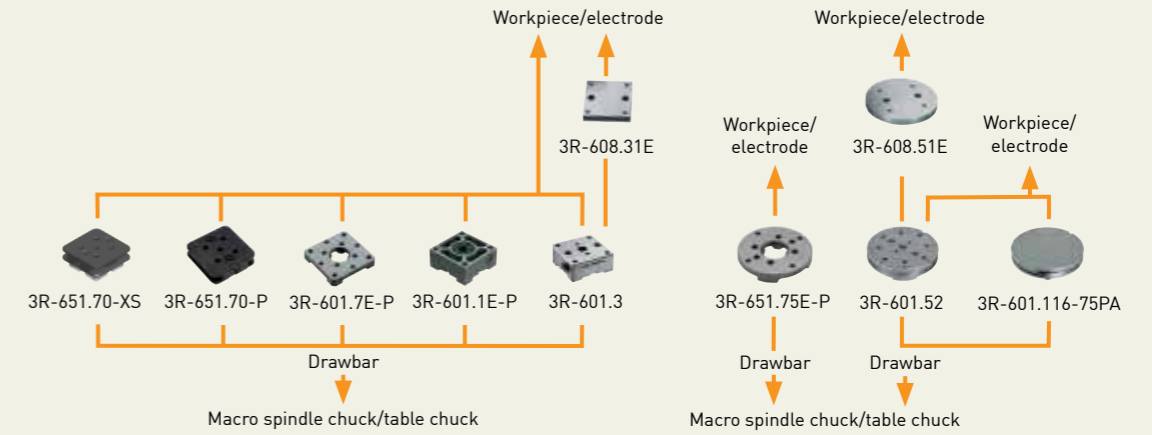 Workpiece/electrode
Workpiece/electrode
3R-608.31E
Workpiece/
electrode
3R-608.51E
Workpiece/
electrode
3R-651.70-XS
3R-651.70-P
3R-601.7E-P
3R-601.1E-P
3R-601.3
3R-651.75E-P
3R-601.52
3R-601.116-75PA
Drawbar
Drawbar
Drawbar
Macro spindle chuck/table chuck
Macro spindle chuck/table chuck